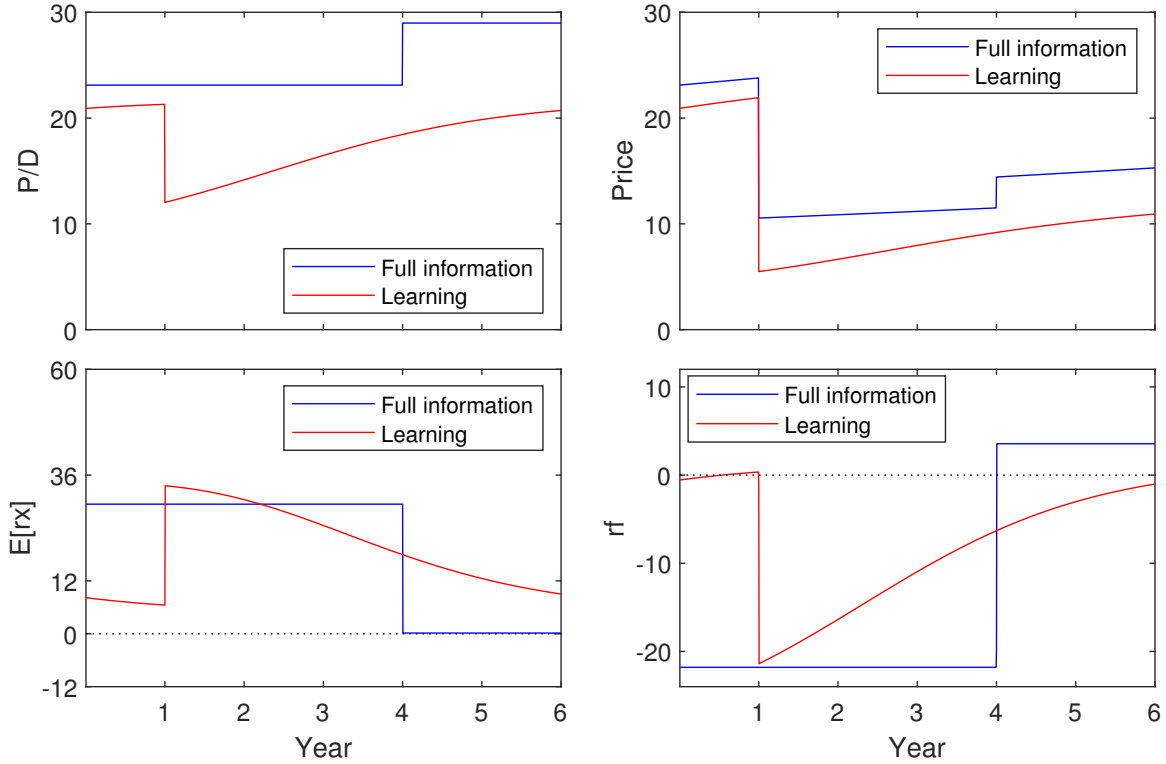 P/D
30
20
10
0
Full information
Learning
Price
30
20
10
0
Full information
Learning
E[rx]
60
36
12
0
-12
Full information
Learning
1 2 3 4 5 6
Year
rf
10
0
-10
-20
Full information
Learning
1 2 3 4 5 6
Year